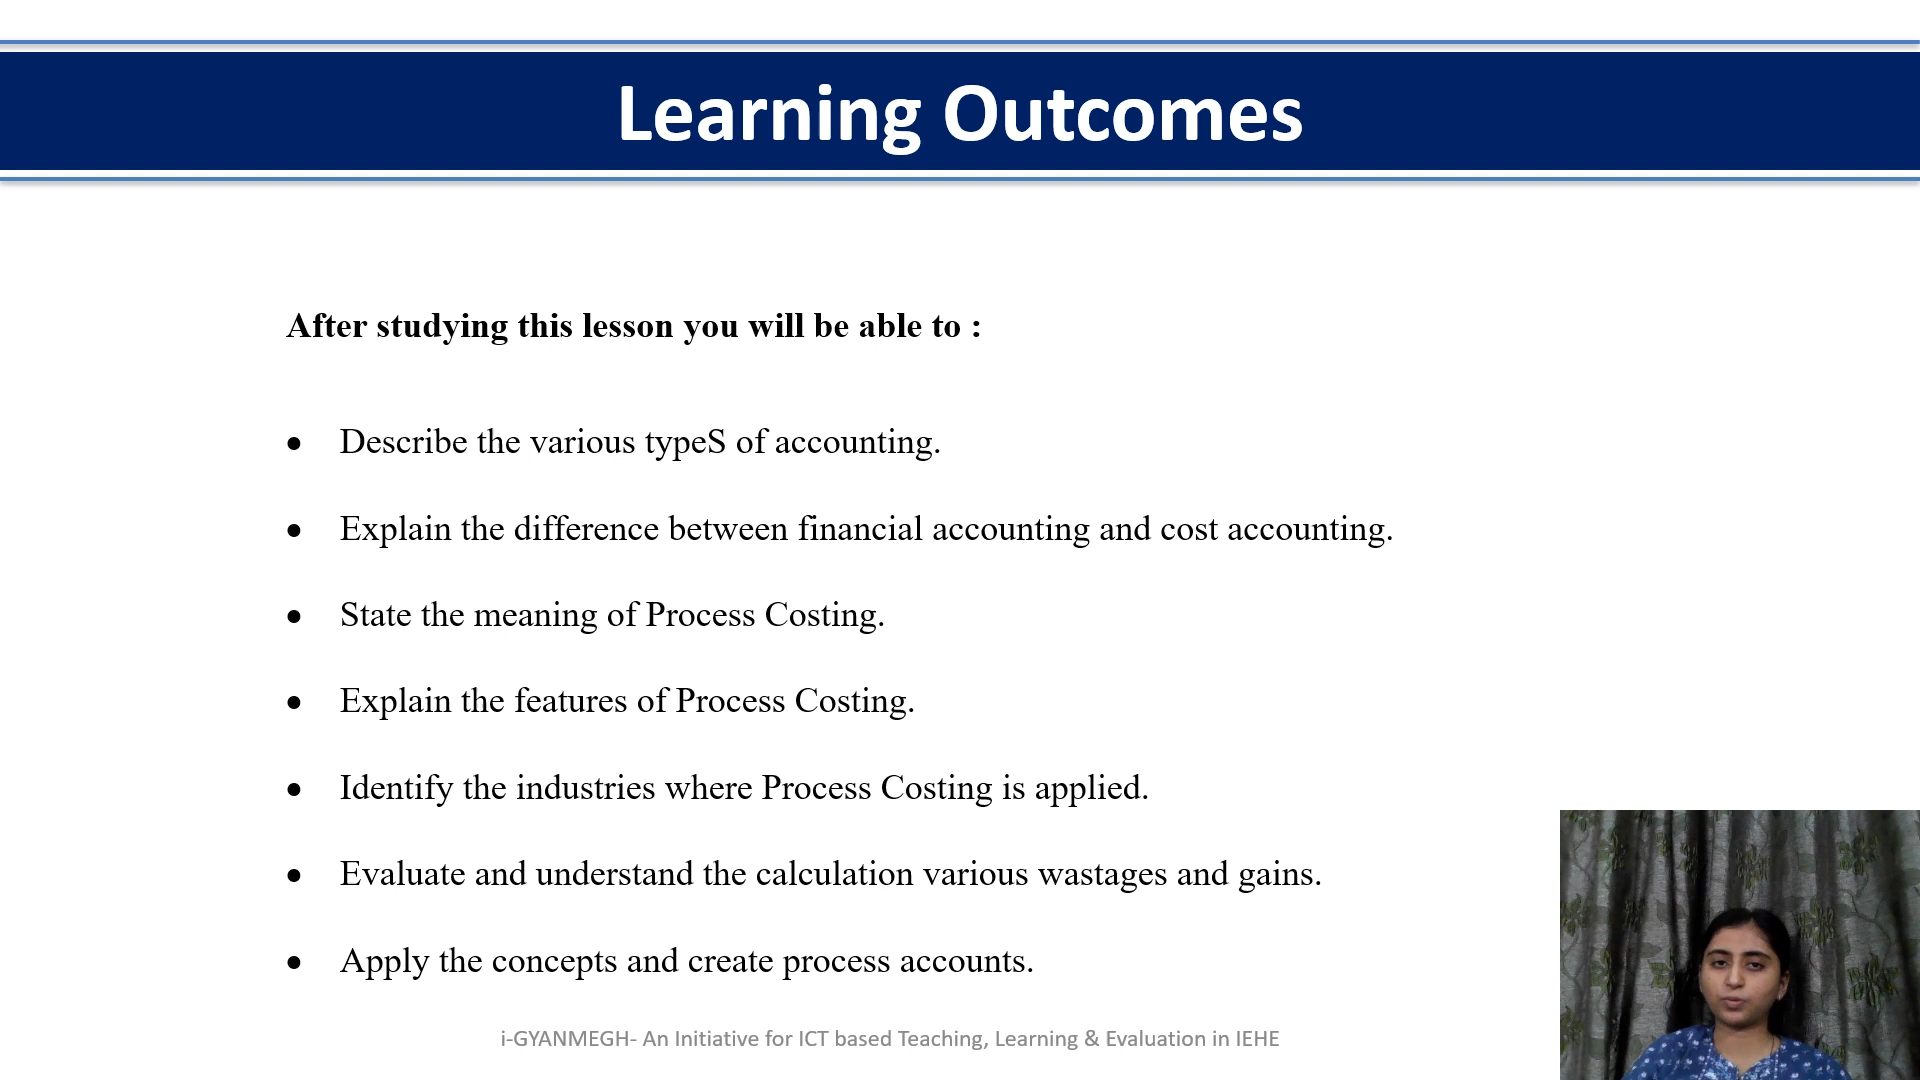 Learning Outcomes
After studying this lesson you will be able to :
• Describe the various typeS of accounting.
• Explain the difference between financial accounting and cost accounting.
• State the meaning of Process Costing.
• Explain the features of Process Costing.
• Identify the industries where Process Costing is applied.
• Evaluate and understand the calculation various wastages and gains.
• Apply the concepts and create process accounts.
i-GYANMEGH- An Initiative for ICT based Teaching, Learning & Evaluation in IEHE